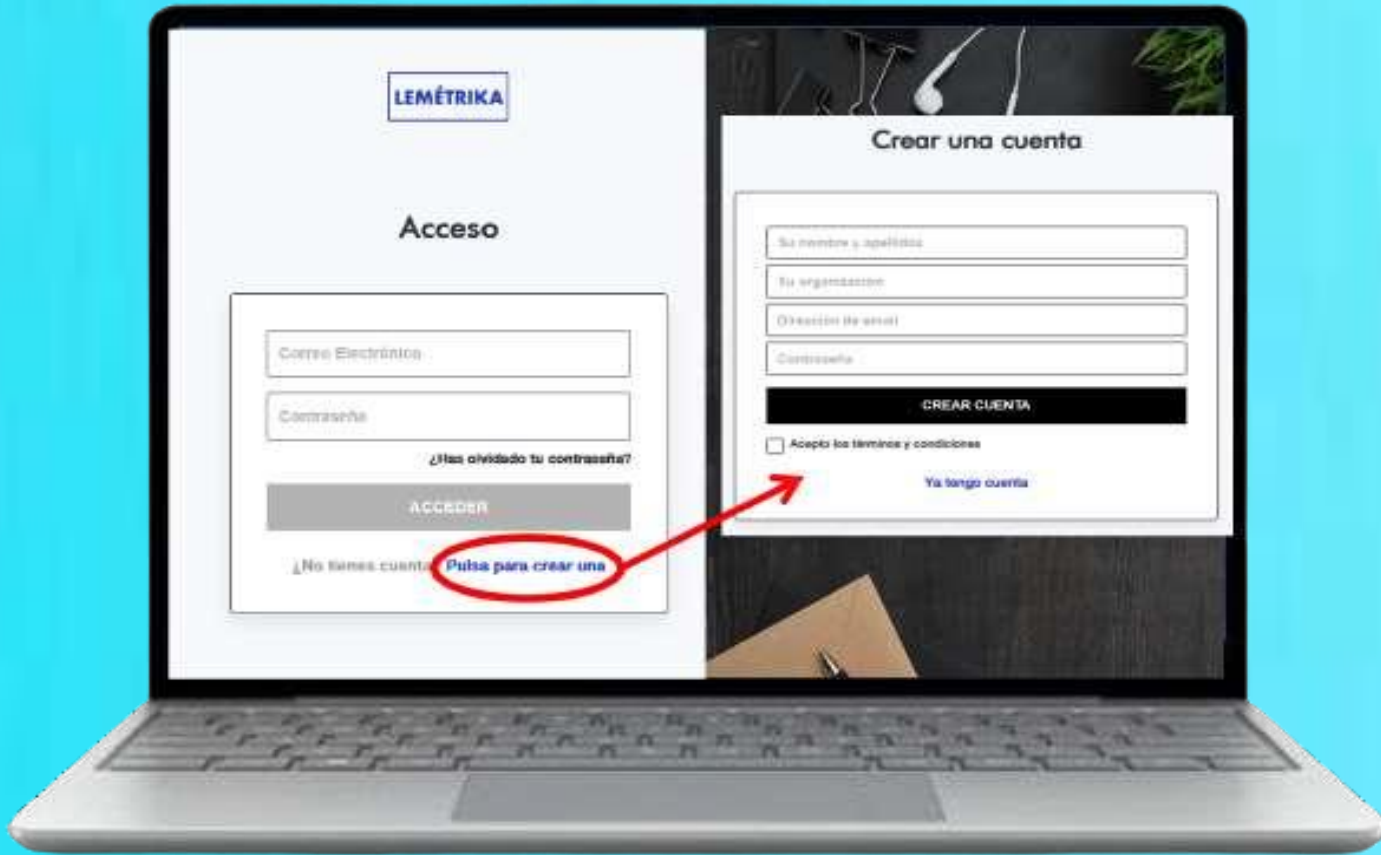 LEMÉTRIKA
Acceso
Correo Electrónico
Contraseña
¿Has olvidado tu contraseña?
ACCEDER
¿No tienes cuenta Pulsa para crear una
Crear una cuenta
Su nombre y apellidos
Su organización
Dirección de email
Contraseña
CREAR CUENTA
Acepto los términos y condiciones
Ya tengo cuenta